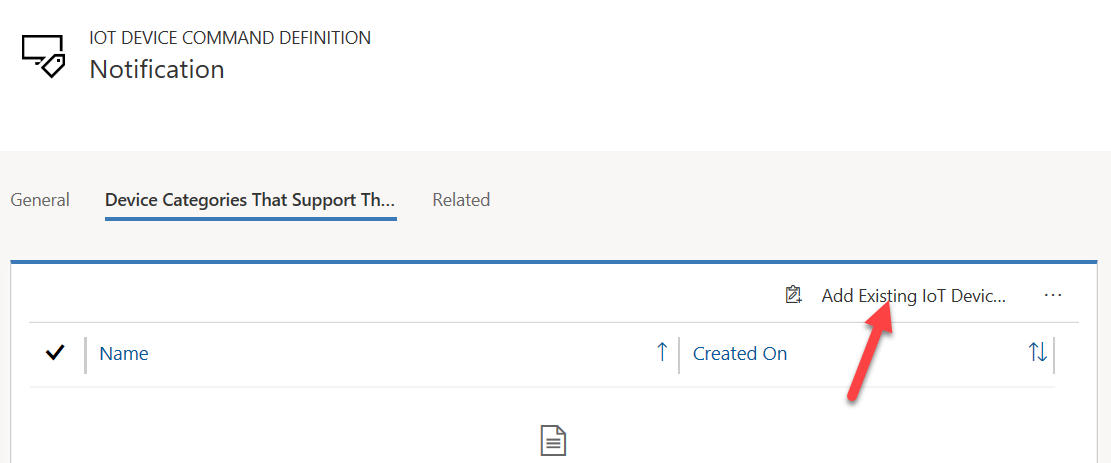 IOT DEVICE COMMAND DEFINITION
Notification
General Device Categories That Support Th... Related
Add Existing IoT Devic... ...
Name Created On